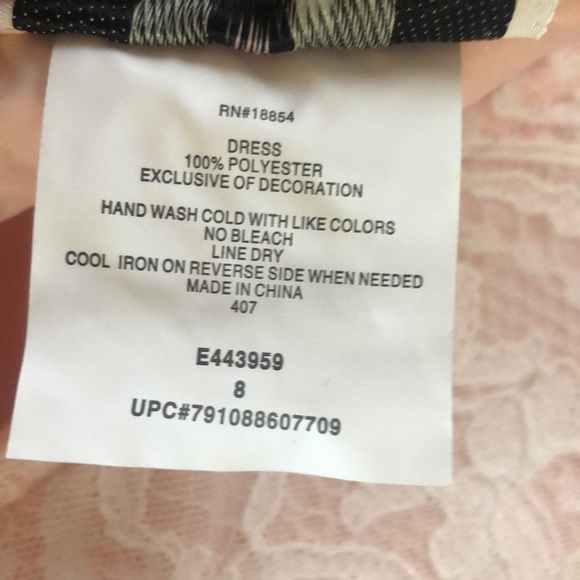 RN#18854
DRESS
100% POLYESTER
EXCLUSIVE OF DECORATION
HAND WASH COLD WITH LIKE COLORS
NO BLEACH
LINE DRY
COOL IRON ON REVERSE SIDE WHEN NEEDED
MADE IN CHINA
407
E443959
8
UPC#791088607709